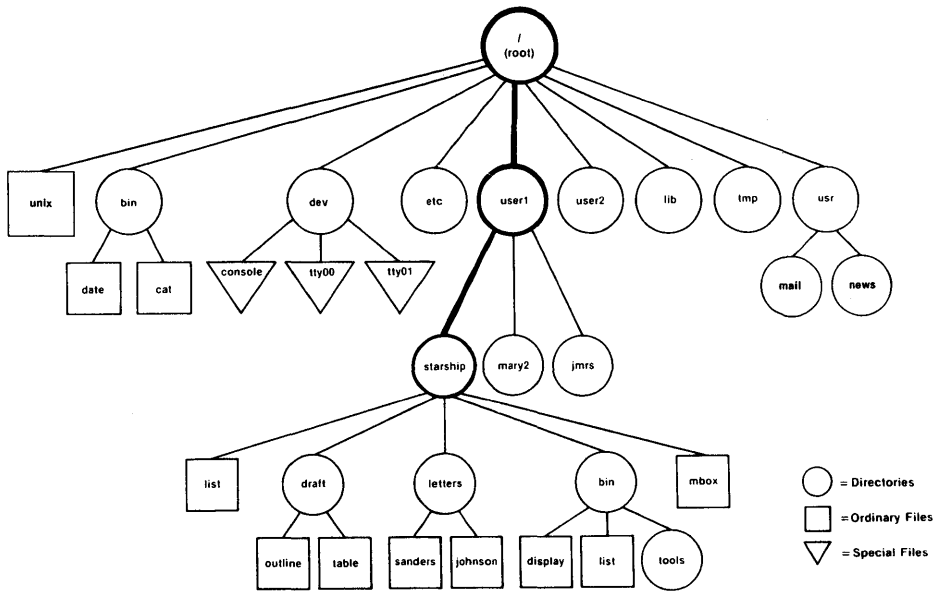 /
(root)
unix
bin
dev
etc
user1
user2
lib
tmp
usr
date
cat
console
tty00
tty01
mail
news
starship
mary2
jmrs
list
draft
letters
bin
mbox
= Directories
outline
table
sanders
johnson
display
list
tools
=Ordinary Files
= Special Files